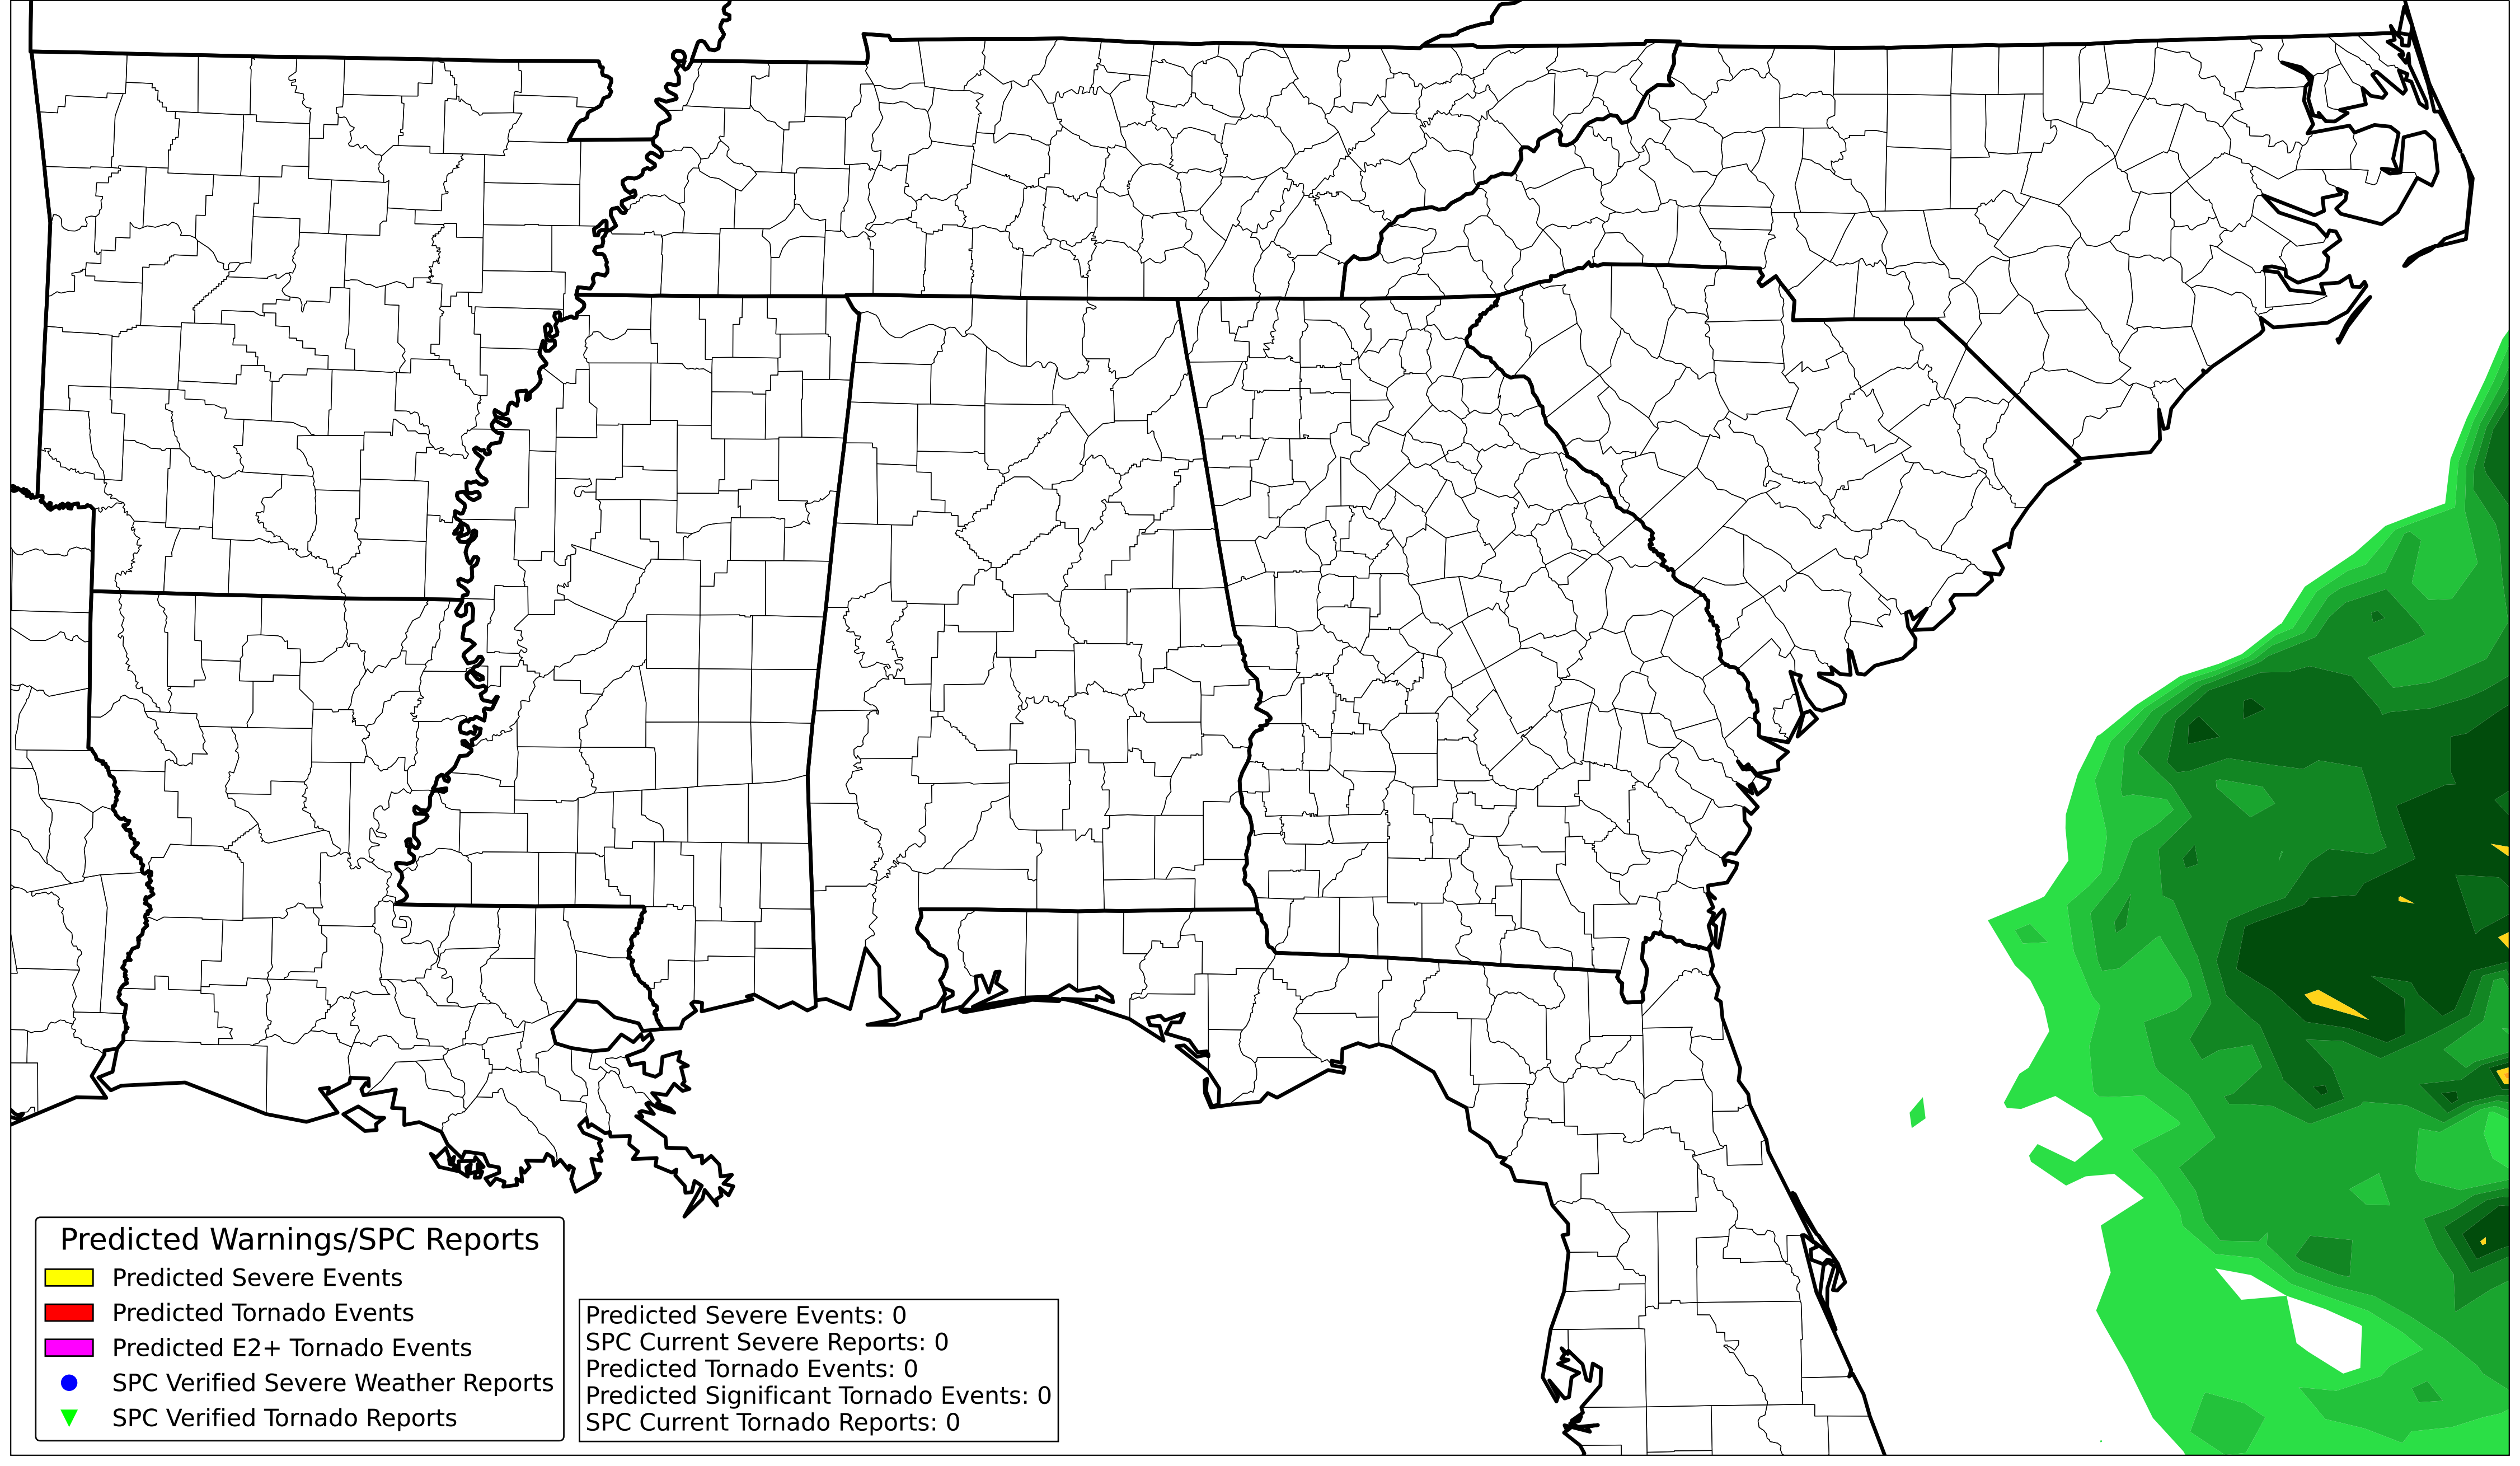 Predicted Warnings/SPC Reports
Predicted Severe Events
Predicted Tornado Events
Predicted E2+ Tornado Events
SPC Verified Severe Weather Reports
SPC Verified Tornado Reports
Predicted Severe Events: 0
SPC Current Severe Reports: 0
Predicted Tornado Events: 0
Predicted Significant Tornado Events: 0
SPC Current Tornado Reports: 0